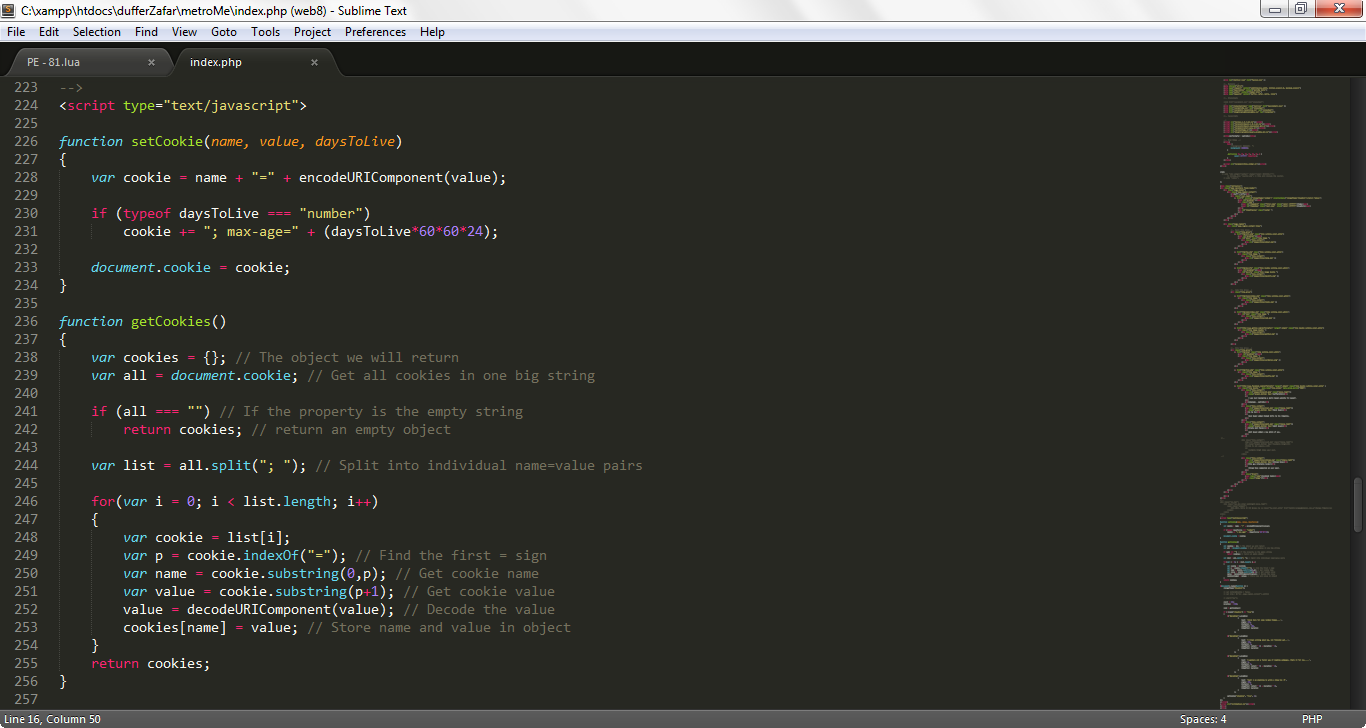 C:\xampp\htdocs\dufferZafar\metroMe\index.php (web8) - Sublime Text
File Edit Selection Find View Goto Tools Project Preferences Help
PE - 81.lua × index.php ×
223 -->
224 <script type="text/javascript">
225
226 function setCookie(name, value, daysToLive)
227 {
228     var cookie = name + "=" + encodeURIComponent(value);
229
230     if (typeof daysToLive === "number")
231         cookie += "; max-age=" + (daysToLive*60*60*24);
232
233     document.cookie = cookie;
234 }
235
236 function getCookies()
237 {
238     var cookies = {}; // The object we will return
239     var all = document.cookie; // Get all cookies in one big string
240
241     if (all === "") // If the property is the empty string
242         return cookies; // return an empty object
243
244     var list = all.split("; "); // Split into individual name=value pairs
245
246     for(var i = 0; i < list.length; i++)
247     {
248         var cookie = list[i];
249         var p = cookie.indexOf("="); // Find the first = sign
250         var name = cookie.substring(0,p); // Get cookie name
251         var value = cookie.substring(p+1); // Get cookie value
252         value = decodeURIComponent(value); // Decode the value
253         cookies[name] = value; // Store name and value in object
254     }
255     return cookies;
256 }
257
Line 16, Column 50 Spaces: 4 PHP